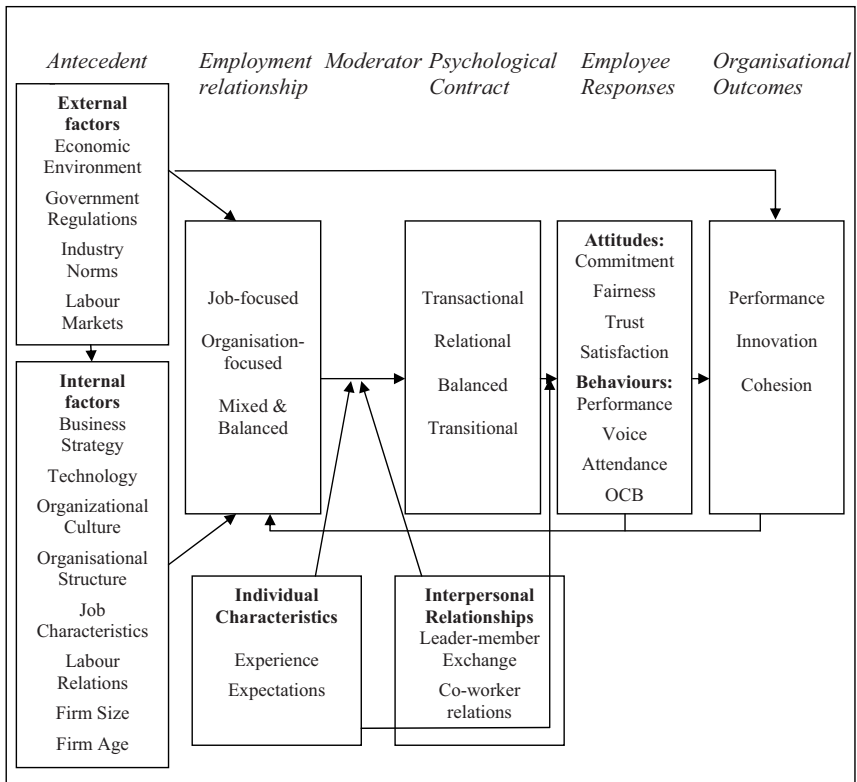 Antecedent
Employment
relationship
Moderator
Psychological
Contract
Employee
Responses
Organisational
Outcomes
External
factors
Economic
Environment
Government
Regulations
Industry
Norms
Labour
Markets
Internal
factors
Business
Strategy
Technology
Organizational
Culture
Organisational
Structure
Job
Characteristics
Labour
Relations
Firm Size
Firm Age
Job-focused
Organisation-
focused
Mixed &
Balanced
Transactional
Relational
Balanced
Transitional
Attitudes:
Commitment
Fairness
Trust
Satisfaction
Behaviours:
Performance
Voice
Attendance
OCB
Performance
Innovation
Cohesion
Individual
Characteristics
Experience
Expectations
Interpersonal
Relationships
Leader-member
Exchange
Co-worker
relations